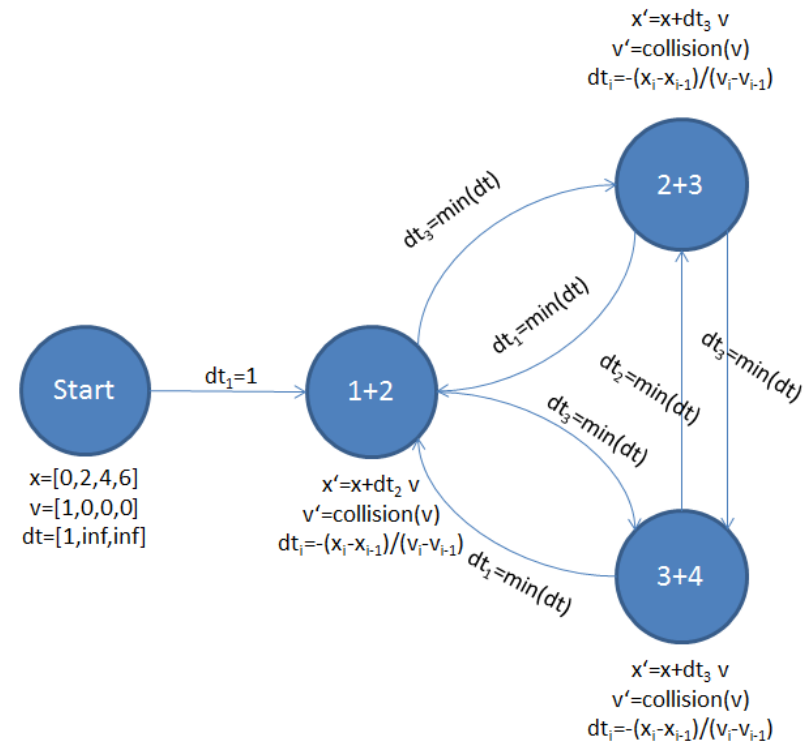 x‘=x+dt₃ v
v‘=collision(v)
dtᵢ=-(xᵢ-xᵢ₋₁)/(vᵢ-vᵢ₋₁)
2+3
dt₃=min(dt)
dt₁=min(dt)
dt₂=min(dt)
dt₃=min(dt)
Start
dt₁=1
1+2
dt₃=min(dt)
x=[0,2,4,6]
v=[1,0,0,0]
dt=[1,inf,inf]
x‘=x+dt₂ v
v‘=collision(v)
dtᵢ=-(xᵢ-xᵢ₋₁)/(vᵢ-vᵢ₋₁)
dt₁=min(dt)
3+4
x‘=x+dt₃ v
v‘=collision(v)
dtᵢ=-(xᵢ-xᵢ₋₁)/(vᵢ-vᵢ₋₁)